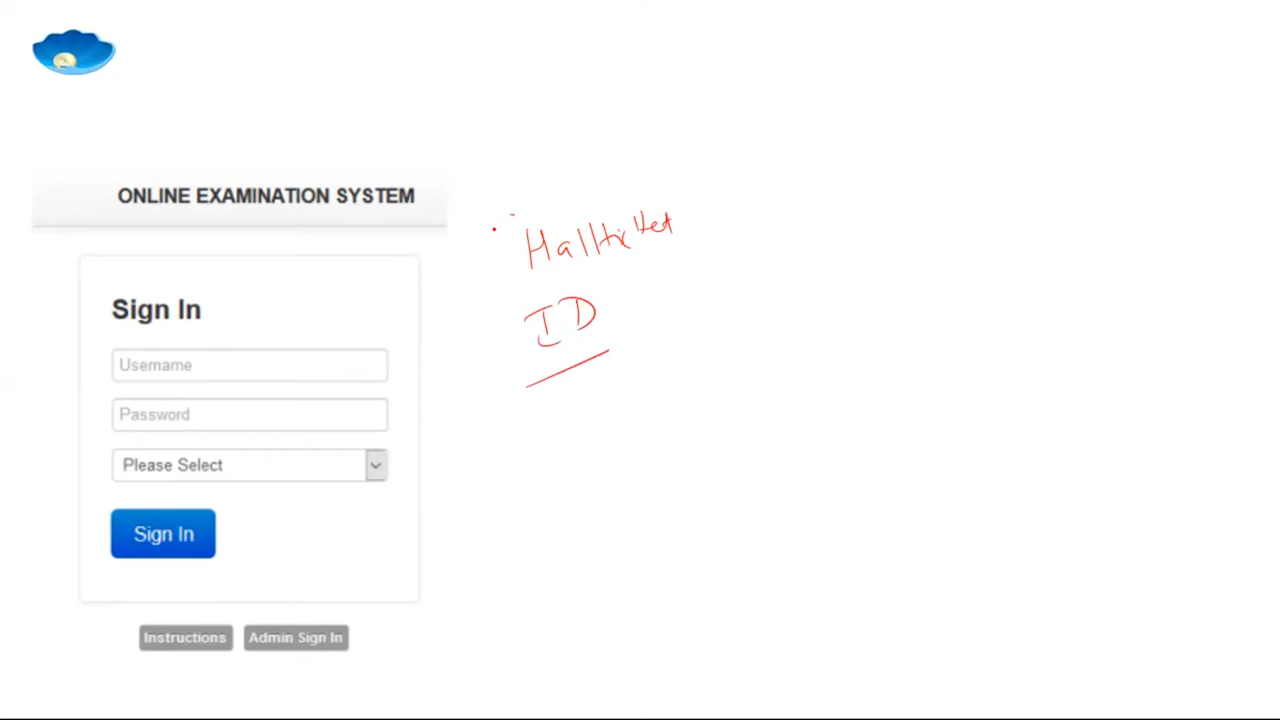 ONLINE EXAMINATION SYSTEM
Hallticket
ID
Sign In
Username
Password
Please Select
Sign In
Instructions
Admin Sign In